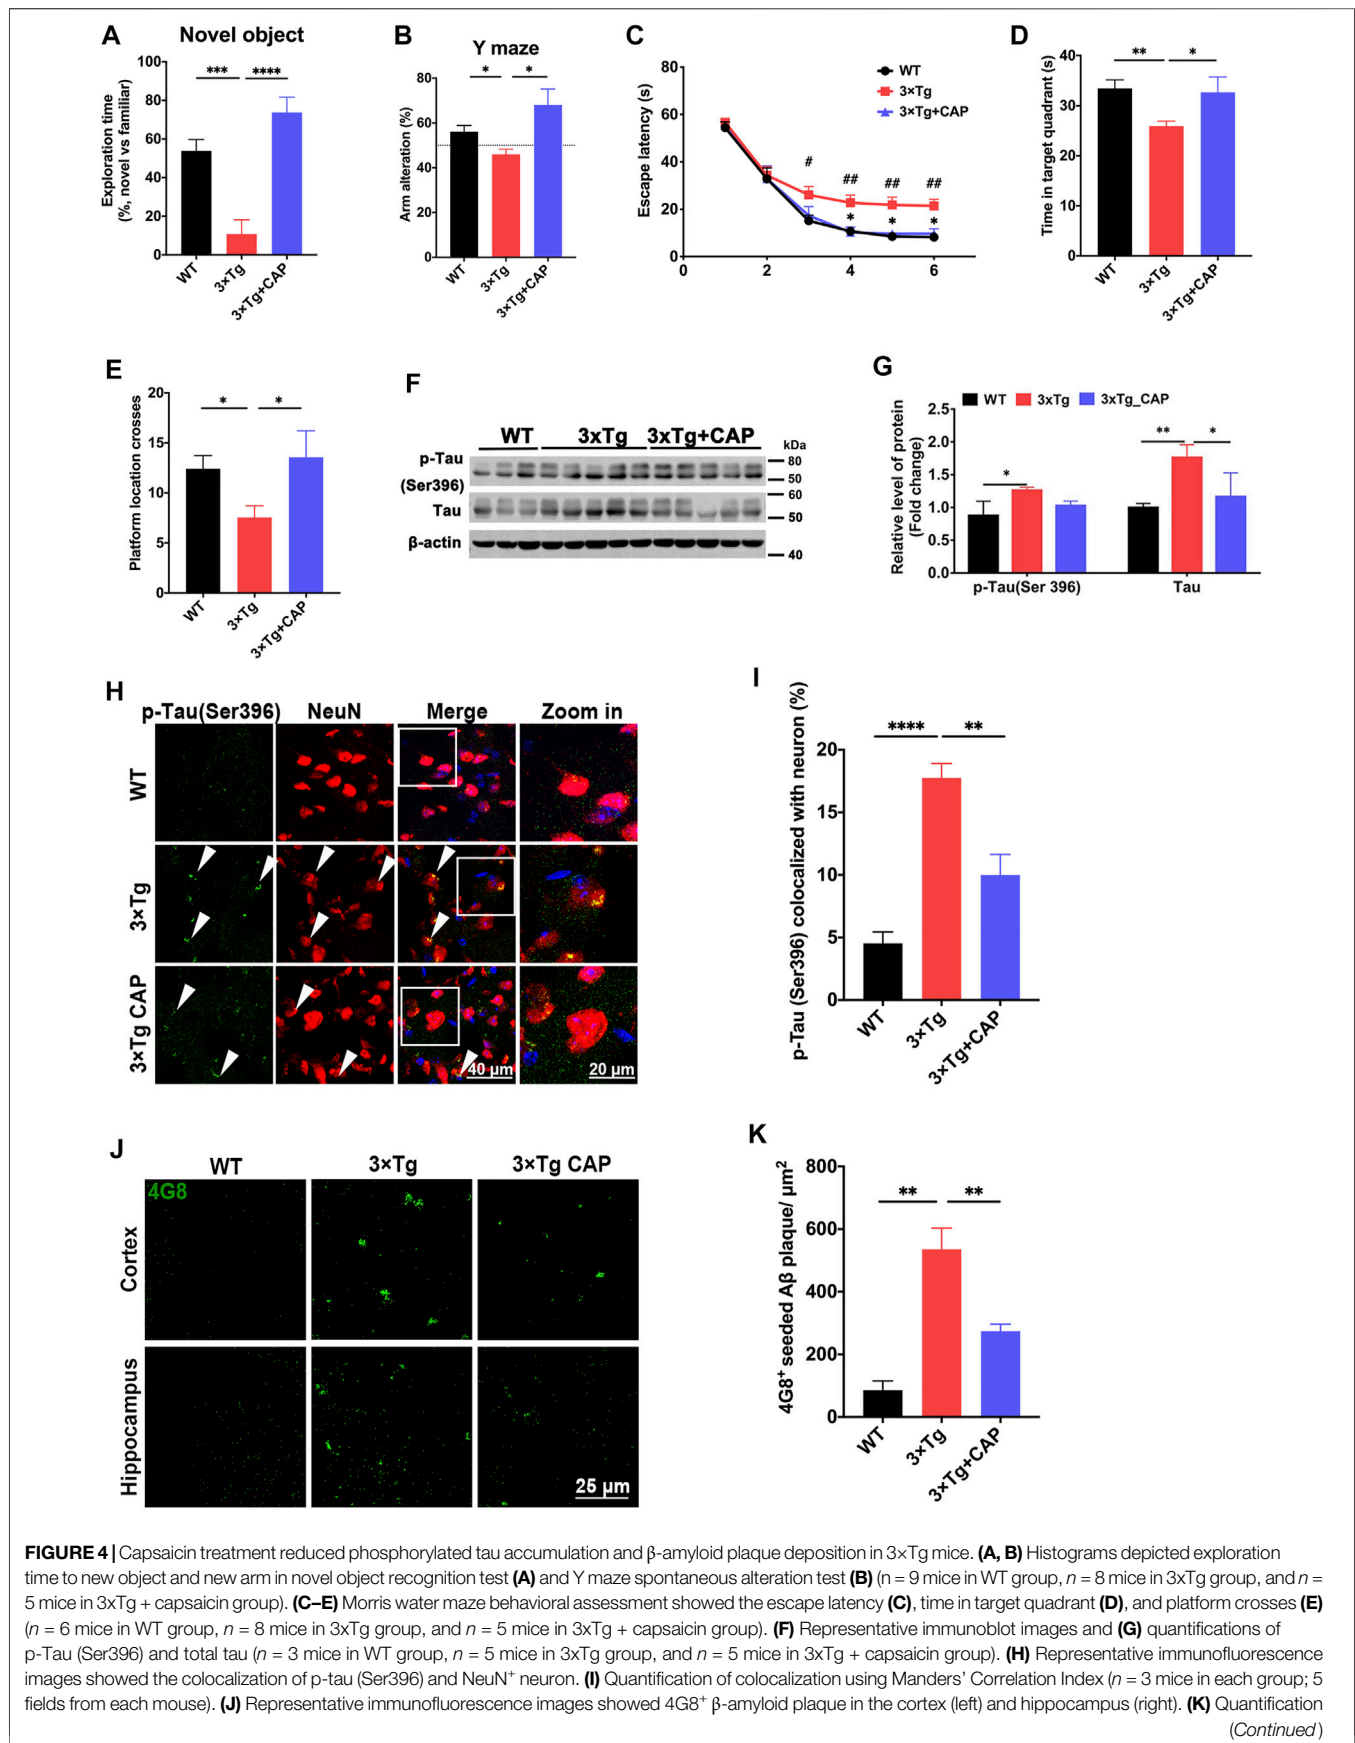 A
Novel object
Exploration time
(%, novel vs familiar)
100
80
60
40
20
0
***
****
WT
3×Tg
3×Tg+CAP
B
Y maze
Arm alteration (%)
80
60
40
20
0
*
*
WT
3×Tg
3×Tg+CAP
C
Escape latency (s)
80
60
40
20
0
0
2
4
6
WT
3×Tg
3×Tg+CAP
#
##
##
##
*
*
*
D
Time in target quadrant (s)
40
30
20
10
0
**
*
WT
3×Tg
3×Tg+CAP
E
Platform location crosses
20
15
10
5
0
*
*
WT
3×Tg
3×Tg+CAP
F
WT
3xTg
3xTg+CAP
kDa
p-Tau
(Ser396)
80
50
Tau
60
50
β-actin
40
G
WT
3xTg
3xTg_CAP
Relative level of protein
(Fold change)
2.5
2.0
1.5
1.0
0.5
0.0
*
**
*
p-Tau(Ser 396)
Tau
H
p-Tau(Ser396)
NeuN
Merge
Zoom in
WT
3×Tg
3×Tg CAP
40 μm
20 μm
I
p-Tau (Ser396) colocalized with neuron (%)
20
15
10
5
0
****
**
WT
3×Tg
3×Tg+CAP
J
WT
3×Tg
3×Tg CAP
4G8
Cortex
Hippocampus
25 μm
K
4G8⁺ seeded Aβ plaque/ μm²
800
600
400
200
0
**
**
WT
3×Tg
3×Tg+CAP
FIGURE 4 | Capsaicin treatment reduced phosphorylated tau accumulation and β-amyloid plaque deposition in 3×Tg mice. (A, B) Histograms depicted exploration
time to new object and new arm in novel object recognition test (A) and Y maze spontaneous alteration test (B) (n = 9 mice in WT group, n = 8 mice in 3xTg group, and n =
5 mice in 3xTg + capsaicin group). (C–E) Morris water maze behavioral assessment showed the escape latency (C), time in target quadrant (D), and platform crosses (E)
(n = 6 mice in WT group, n = 8 mice in 3xTg group, and n = 5 mice in 3xTg + capsaicin group). (F) Representative immunoblot images and (G) quantifications of
p-Tau (Ser396) and total tau (n = 3 mice in WT group, n = 5 mice in 3xTg group, and n = 5 mice in 3xTg + capsaicin group). (H) Representative immunofluorescence
images showed the colocalization of p-tau (Ser396) and NeuN⁺ neuron. (I) Quantification of colocalization using Manders' Correlation Index (n = 3 mice in each group; 5
fields from each mouse). (J) Representative immunofluorescence images showed 4G8⁺ β-amyloid plaque in the cortex (left) and hippocampus (right). (K) Quantification
(Continued)